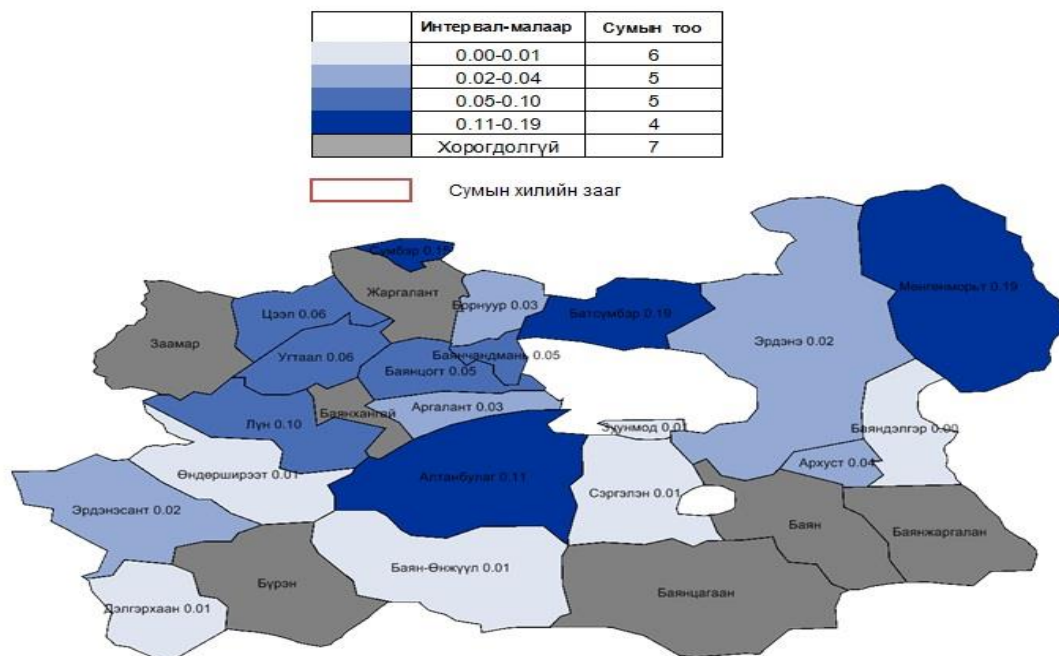 Интервал-малаар Сумын тоо
0.00-0.01 6
0.02-0.04 5
0.05-0.10 5
0.11-0.19 4
Хорогдолгүй 7
Сумын хилийн зааг
Сүмбэр 0.15
Жаргалант
Мөнгөнморьт 0.19
Борнуур 0.03
Батсүмбэр 0.19
Цээл 0.06
Эрдэнэ 0.02
Заамар
Угтаал 0.06
Баянчандмань 0.05
Баянцогт 0.05
Баянхангай
Аргалант 0.03
Лүн 0.10
Зуунмод 0.01
Баяндэлгэр 0.00
Архуст 0.04
Өндөрширээт 0.01
Алтанбулаг 0.11
Сэргэлэн 0.01
Эрдэнэсант 0.02
Баян
Баянжаргалан
Баян-Өнжүүл 0.01
Бүрэн
Баянцагаан
Дэлгэрхаан 0.01